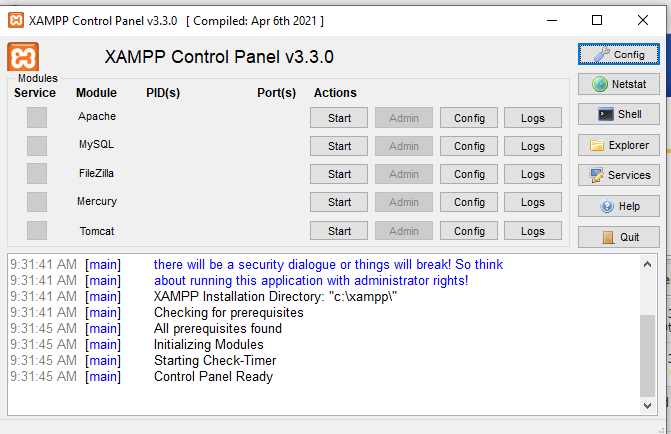 XAMPP Control Panel v3.3.0 [ Compiled: Apr 6th 2021 ]
XAMPP Control Panel v3.3.0
Config
Modules
Service Module PID(s) Port(s) Actions
Netstat
Apache Start Admin Config Logs
Shell
MySQL Start Admin Config Logs
Explorer
FileZilla Start Admin Config Logs
Services
Mercury Start Admin Config Logs
Help
Tomcat Start Admin Config Logs
Quit
9:31:41 AM [main] there will be a security dialogue or things will break! So think
9:31:41 AM [main] about running this application with administrator rights!
9:31:41 AM [main] XAMPP Installation Directory: "c:\xampp\"
9:31:41 AM [main] Checking for prerequisites
9:31:45 AM [main] All prerequisites found
9:31:45 AM [main] Initializing Modules
9:31:45 AM [main] Starting Check-Timer
9:31:45 AM [main] Control Panel Ready